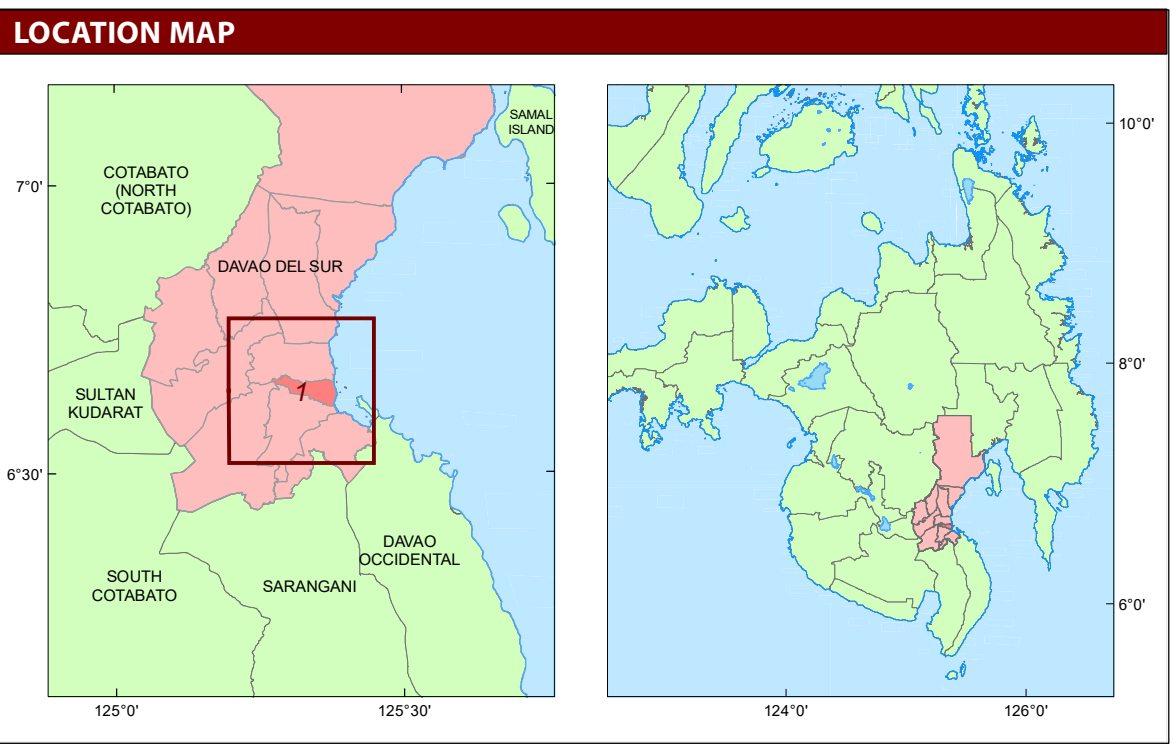 LOCATION MAP
SAMAL
ISLAND
COTABATO
(NORTH
COTABATO)
7°0'
DAVAO DEL SUR
1
SULTAN
KUDARAT
6°30'
DAVAO
OCCIDENTAL
SOUTH
COTABATO
SARANGANI
125°0'
125°30'
10°0'
8°0'
6°0'
124°0'
126°0'